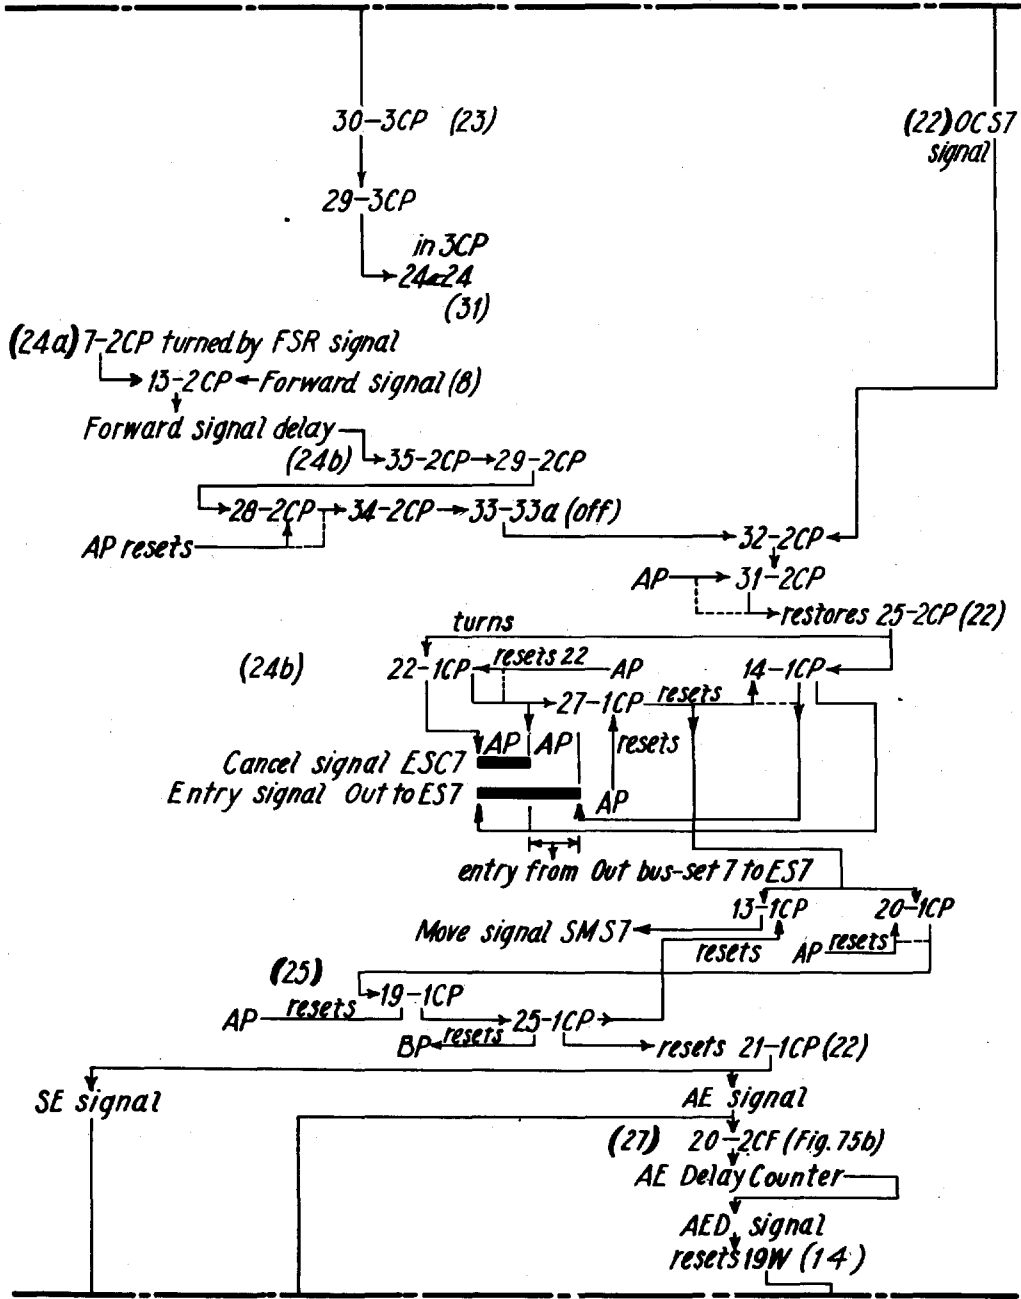 30-3CP (23)
(22) OCS7
signal
29-3CP
in 3CP
24a-24
(31)
(24a) 7-2CP turned by FSR signal
13-2CP Forward signal (8)
Forward signal delay
(24b) 35-2CP 29-2CP
28-2CP 34-2CP 33-33a (off)
32-2CP
AP resets
AP 31-2CP
restores 25-2CP (22)
turns
(24b) 22-1CP resets 22 AP 14-1CP
27-1CP resets
AP AP resets
Cancel signal ESC7
Entry signal Out to ES7 AP
entry from Out bus-set 7 to ES7
13-1CP 20-1CP
Move signal SMS7
resets AP resets
(25)
19-1CP
AP resets 25-1CP
BP resets resets 21-1CP (22)
SE signal AE signal
(27) 20-2CF (Fig. 75b)
AE Delay Counter
AED signal
resets 19W (14)